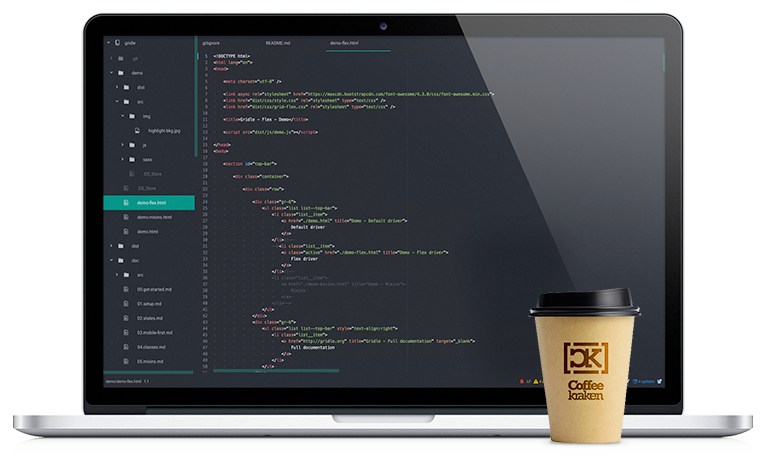 gridle
.git
demo
dist
src
img
highlight-bkg.jpg
js
sass
.DS_Store
.DS_Store
demo-flex.html
demo-mixins.html
demo.html
dist
doc
src
00.get-started.md
01.setup.md
02.states.md
03.mobile-first.md
04.classes.md
05.mixins.md
demo/demo-flex.html 1:1
.gitignore README.md demo-flex.html
1 <!DOCTYPE html>
2 <html lang="en">
3 <head>
<meta charset="utf-8" />
<link async rel="stylesheet" href="https://maxcdn.bootstrapcdn.com/font-awesome/4.3.0/css/font-awesome.min.css">
<link href="dist/css/style.css" rel="stylesheet" type="text/css" />
<link href="dist/css/grid-flex.css" rel="stylesheet" type="text/css" />
<title>Gridle – Flex – Demo</title>
<script src="dist/js/demo.js"></script>
</head>
<body>
<section id="top-bar">
<div class="container">
<div class="row">
<div class="gr-6">
<ul class="list list--top-bar">
<li class="list__item">
<a href="./demo.html" title="Demo – Default driver">
Default driver
</a>
</li>
<li class="list__item">
<a class="active" href="./demo-flex.html" title="Demo – Flex driver">
Flex driver
</a>
</li>
<li class="list__item">
<a href="./demo-mixins.html" title="Demo – Mixins">
Mixins
</a>
</li>
</ul>
</div>
<div class="gr-6">
<ul class="list list--top-bar" style="text-align:right">
<li class="list__item">
<a href="http://gridle.org" title="Gridle – Full documentation" target="_blank">
Full documentation
</a>
</li>
</ul>
LF
4 updates
CK
Coffee
kraken